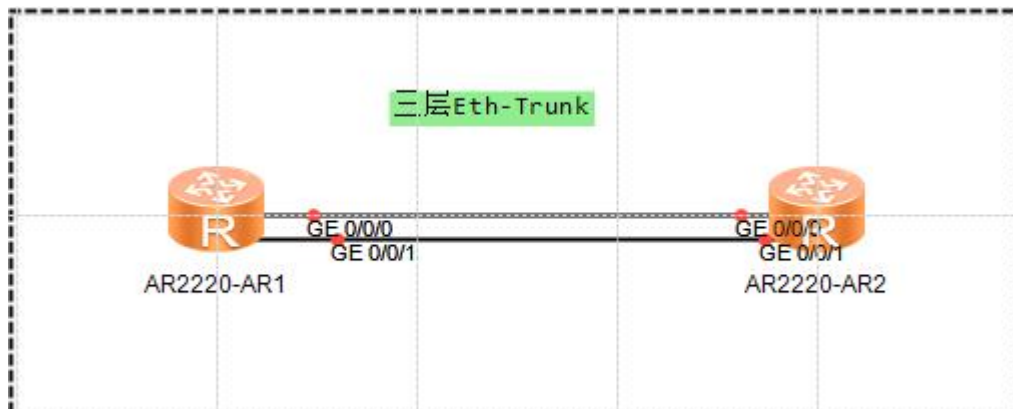 三层Eth-Trunk
R
R
GE 0/0/0
GE 0/0/0
GE 0/0/1
GE 0/0/1
AR2220-AR1
AR2220-AR2